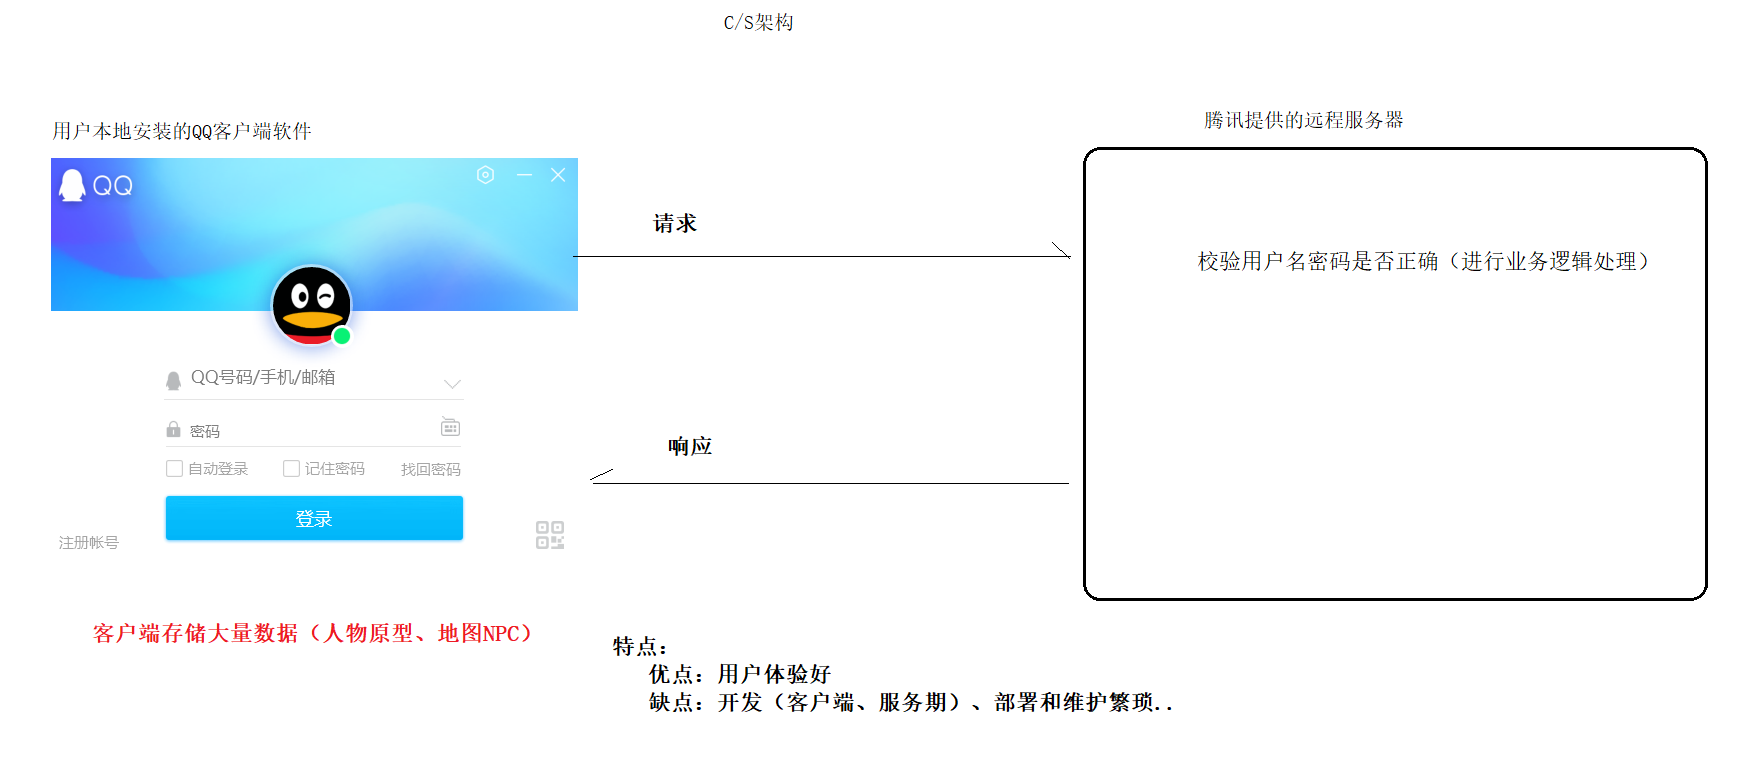 C/S架构
用户本地安装的QQ客户端软件
腾讯提供的远程服务器
QQ
请求
校验用户名密码是否正确（进行业务逻辑处理）
QQ号码/手机/邮箱
密码
响应
自动登录 记住密码 找回密码
登录
注册帐号
客户端存储大量数据（人物原型、地图NPC）
特点：
优点：用户体验好
缺点：开发（客户端、服务期）、部署和维护繁琐..